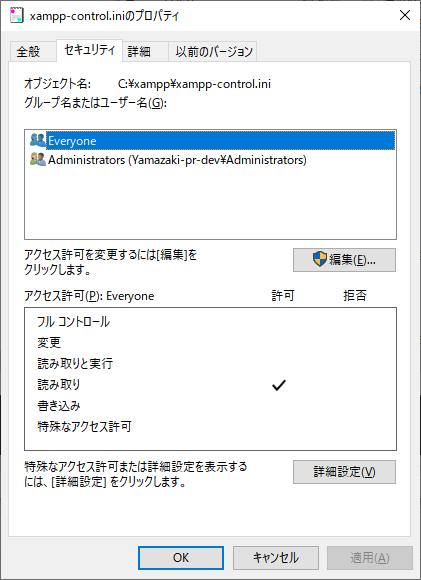 xampp-control.iniのプロパティ
全般 セキュリティ 詳細 以前のバージョン
オブジェクト名: C:¥xampp¥xampp-control.ini
グループ名またはユーザー名(G):
Everyone
Administrators (Yamazaki-pr-dev¥Administrators)
アクセス許可を変更するには[編集]を
クリックします。
編集(E)...
アクセス許可(P): Everyone 許可 拒否
フル コントロール
変更
読み取りと実行
読み取り
書き込み
特殊なアクセス許可
特殊なアクセス許可または詳細設定を表示する
には、[詳細設定] をクリックします。
詳細設定(V)
OK キャンセル 適用(A)